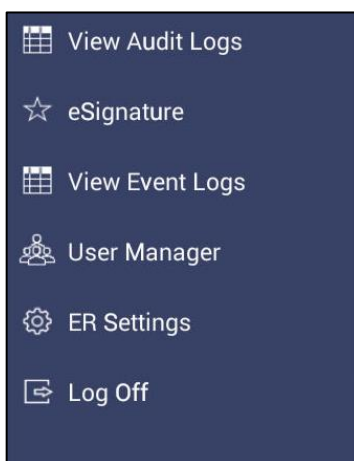 View Audit Logs
eSignature
View Event Logs
User Manager
ER Settings
Log Off